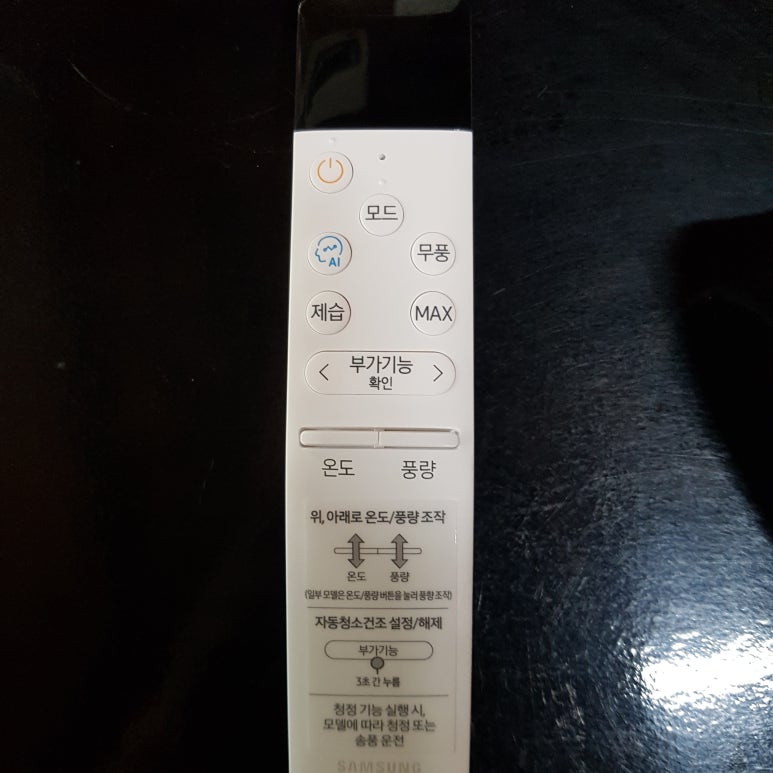 모드
AI
무풍
제습
MAX
< 부가기능 >
확인
온도 풍량
위, 아래로 온도/풍량 조작
온도 풍량
(일부 모델은 온도/풍량 버튼을 눌러 풍향 조작)
자동청소건조 설정/해제
부가기능
3초 간 누름
청정 기능 실행 시,
모델에 따라 청정 또는
송풍 운전
SAMSUNG